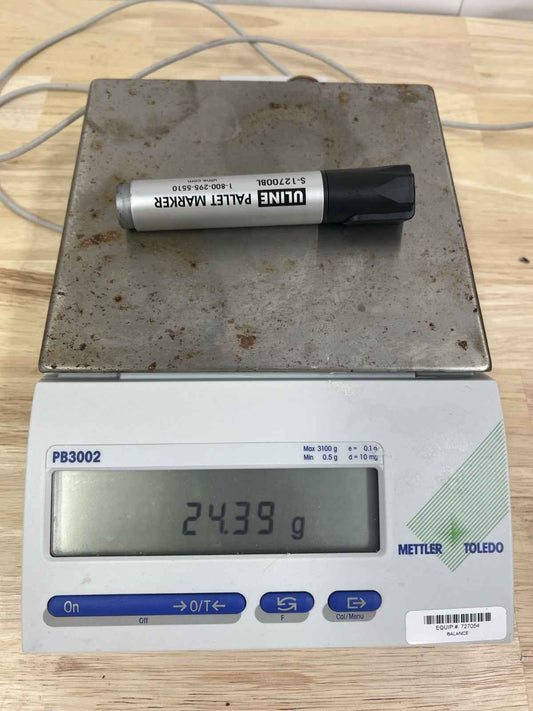 ULINE PALLET MARKER
1-800-295-5510
uline.com
S-12700BL
PB3002
Max 3100 g e = 0.1 g
Min 0.5 g d = 10 mg
24.39 g
METTLER TOLEDO
On →O/T← F Cal/Menu
Off
EQUIP #: 727054
BALANCE